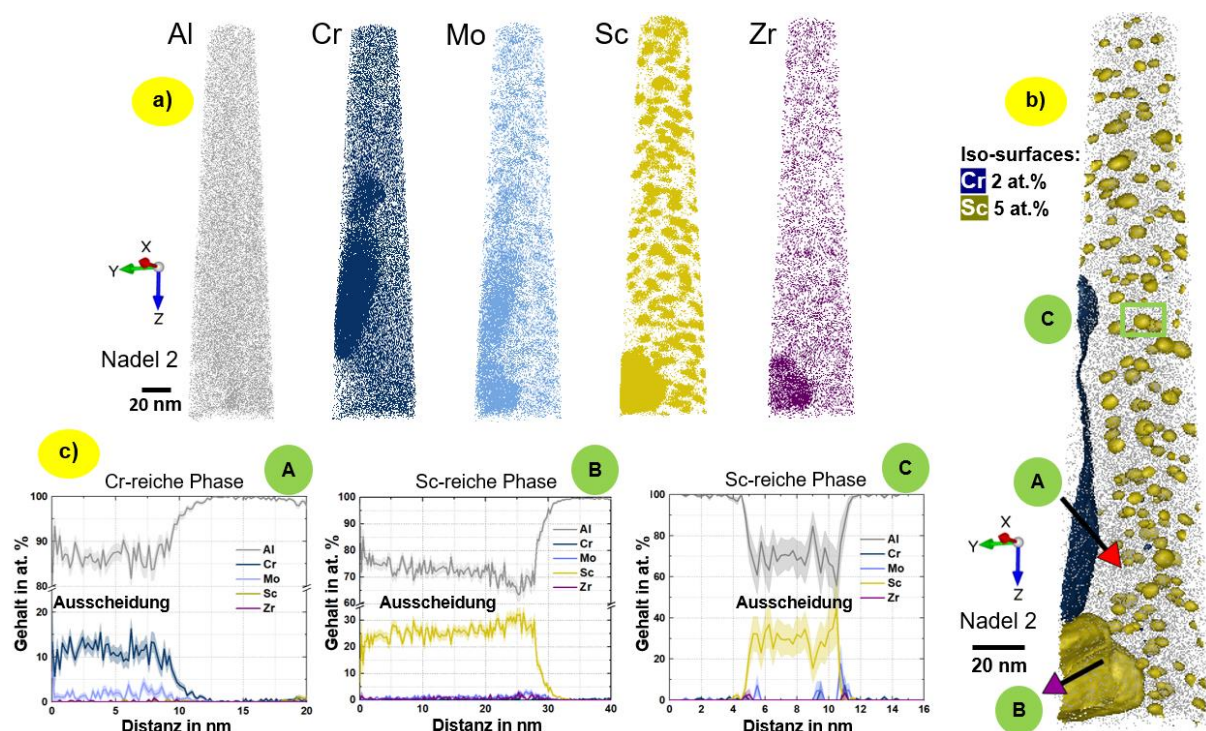 Al
Cr
Mo
Sc
Zr
a)
X
Y
Z
Nadel 2
20 nm
b)
Iso-surfaces:
Cr 2 at.%
Sc 5 at.%
C
A
X
Y
Z
Nadel 2
20 nm
B
c)
A
Cr-reiche Phase
Gehalt in at. %
100
90
80
20
10
0
Al
Cr
Mo
Sc
Zr
Ausscheidung
0
5
10
15
20
Distanz in nm
B
Sc-reiche Phase
Gehalt in at. %
100
90
80
70
60
30
20
10
0
Al
Cr
Mo
Sc
Zr
Ausscheidung
0
10
20
30
40
Distanz in nm
C
Sc-reiche Phase
Gehalt in at. %
100
80
60
40
20
0
Al
Cr
Mo
Sc
Zr
Ausscheidung
0
2
4
6
8
10
12
14
16
Distanz in nm